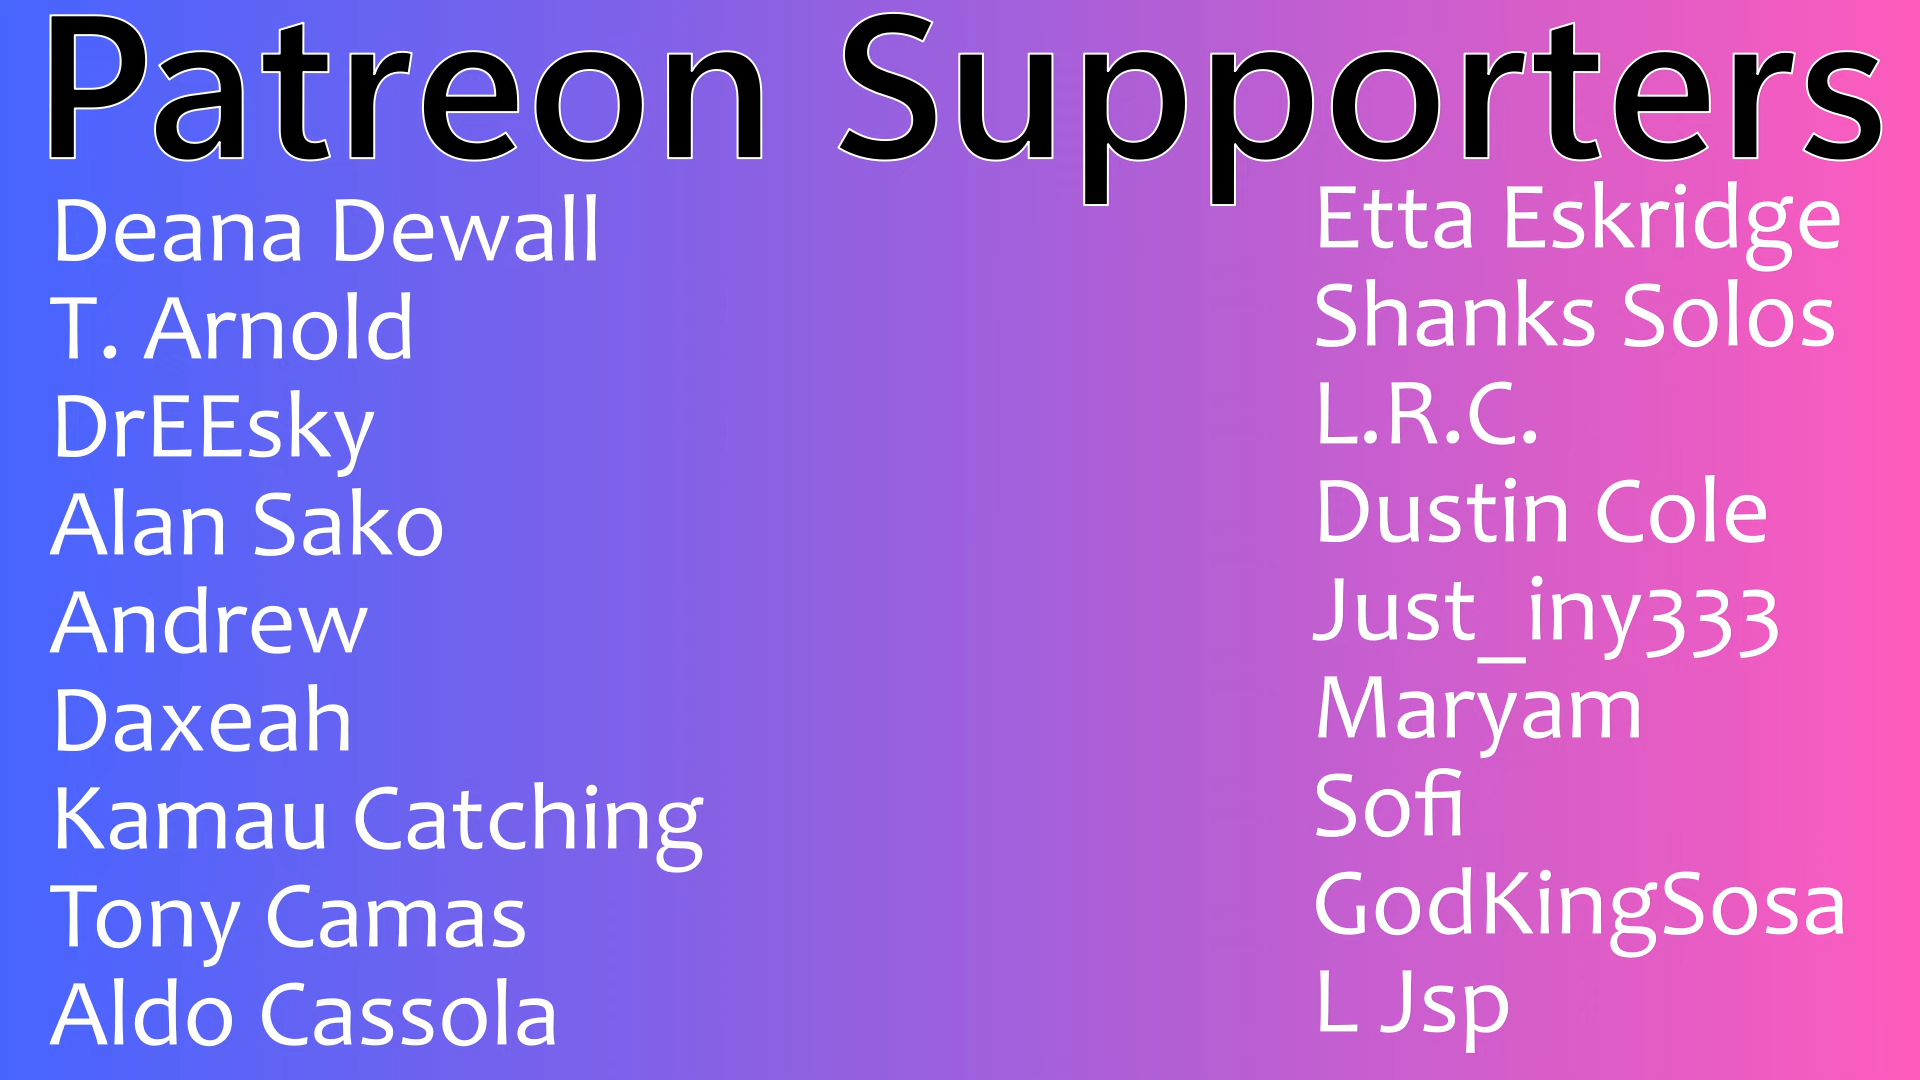 Patreon Supporters
Deana Dewall
T. Arnold
DrEEsky
Alan Sako
Andrew
Daxeah
Kamau Catching
Tony Camas
Aldo Cassola
Etta Eskridge
Shanks Solos
L.R.C.
Dustin Cole
Just_iny333
Maryam
Sofi
GodKingSosa
L Jsp